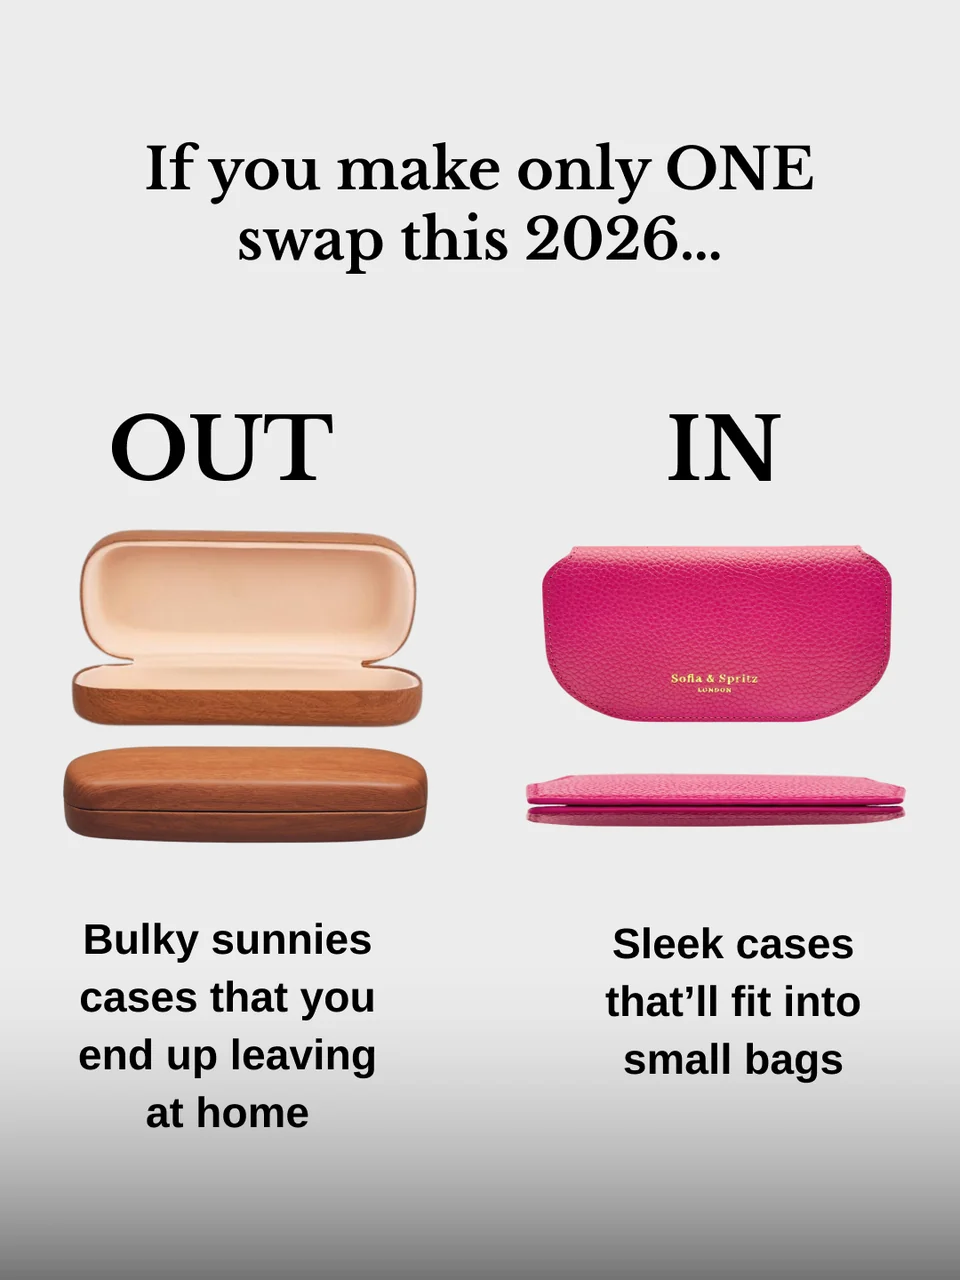 If you make only ONE
swap this 2026...
OUT
IN
Sofia & Spritz
LONDON
Bulky sunnies
cases that you
end up leaving
at home
Sleek cases
that’ll fit into
small bags